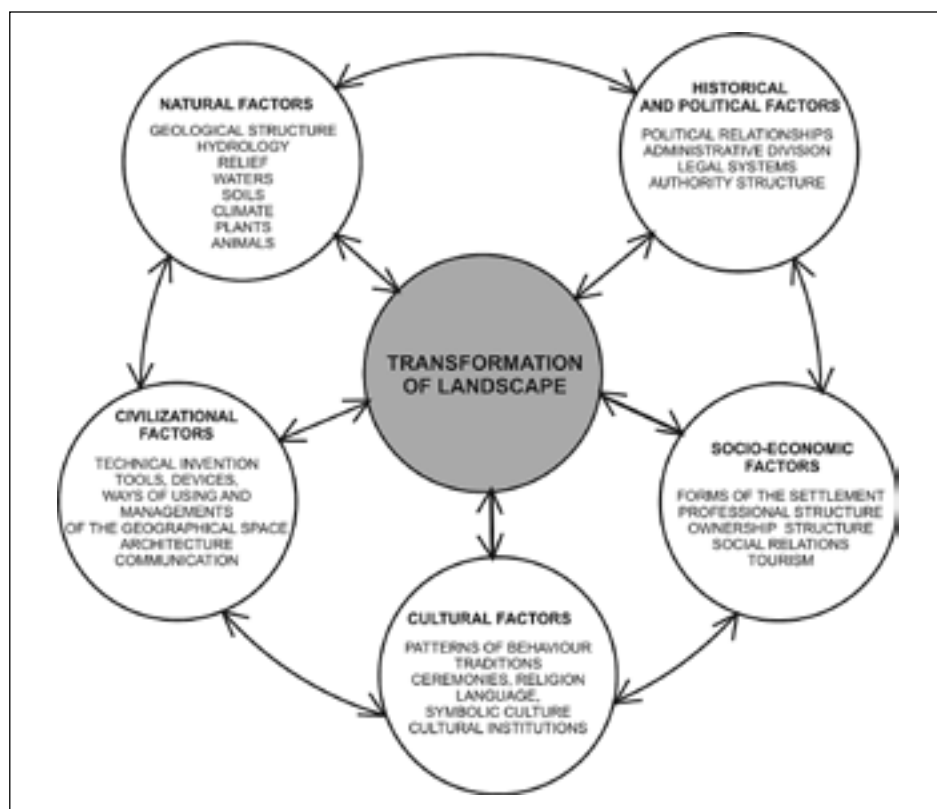 NATURAL FACTORS
GEOLOGICAL STRUCTURE
HYDROLOGY
RELIEF
WATERS
SOILS
CLIMATE
PLANTS
ANIMALS
HISTORICAL
AND POLITICAL FACTORS
POLITICAL RELATIONSHIPS
ADMINISTRATIVE DIVISION
LEGAL SYSTEMS
AUTHORITY STRUCTURE
TRANSFORMATION
OF LANDSCAPE
CIVILIZATIONAL
FACTORS
TECHNICAL INVENTION
TOOLS, DEVICES,
WAYS OF USING AND
MANAGEMENTS
OF THE GEOGRAPHICAL SPACE
ARCHITECTURE
COMMUNICATION
SOCIO-ECONOMIC
FACTORS
FORMS OF THE SETTLEMENT
PROFESSIONAL STRUCTURE
OWNERSHIP STRUCTURE
SOCIAL RELATIONS
TOURISM
CULTURAL FACTORS
PATTERNS OF BEHAVIOUR
TRADITIONS
CEREMONIES, RELIGION
LANGUAGE,
SYMBOLIC CULTURE
CULTURAL INSTITUTIONS